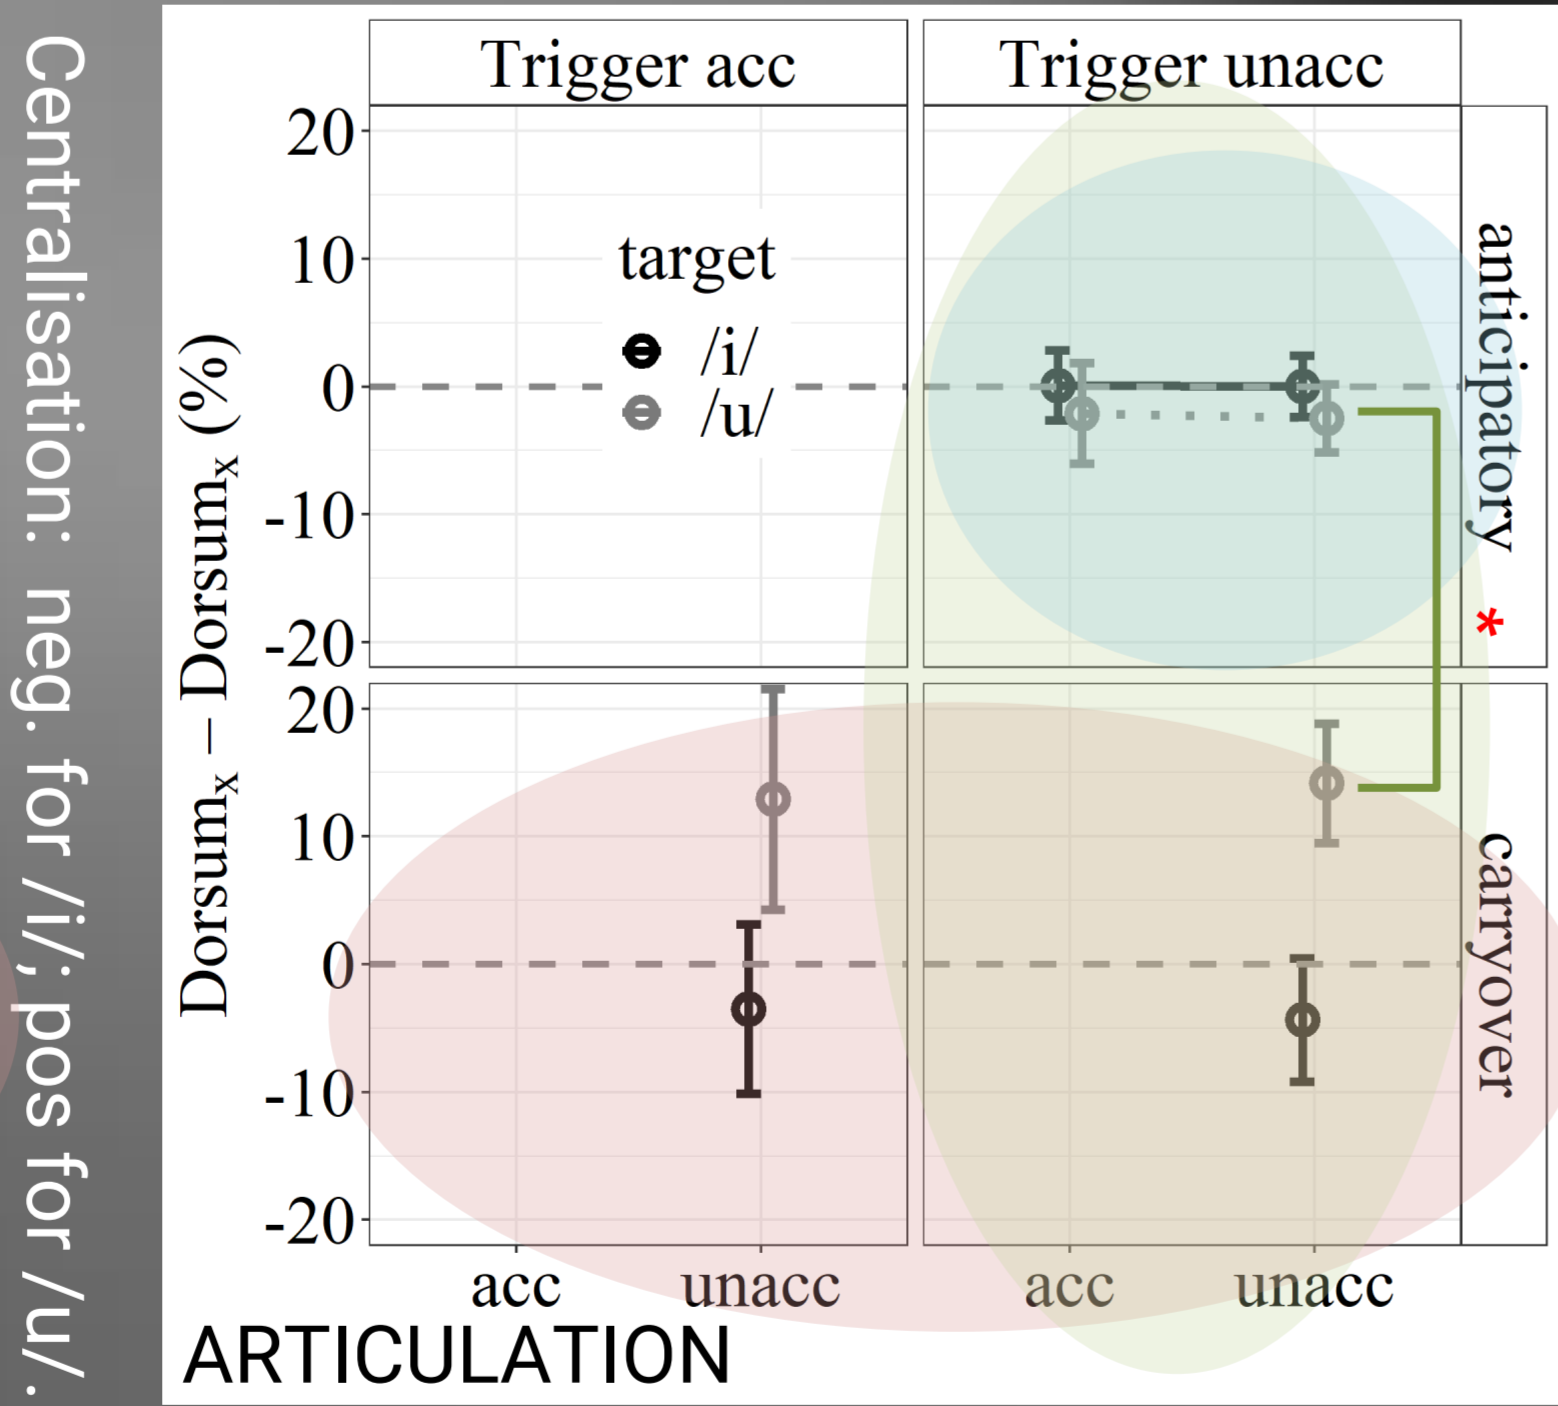 Centralisation: neg. for /i/; pos for /u/.
Trigger acc
Trigger unacc
Dorsumx – Dorsumx (%)
20
10
0
-10
-20
target
/i/
/u/
anticipatory *
20
10
0
-10
-20
carryover
acc
unacc
acc
unacc
ARTICULATION